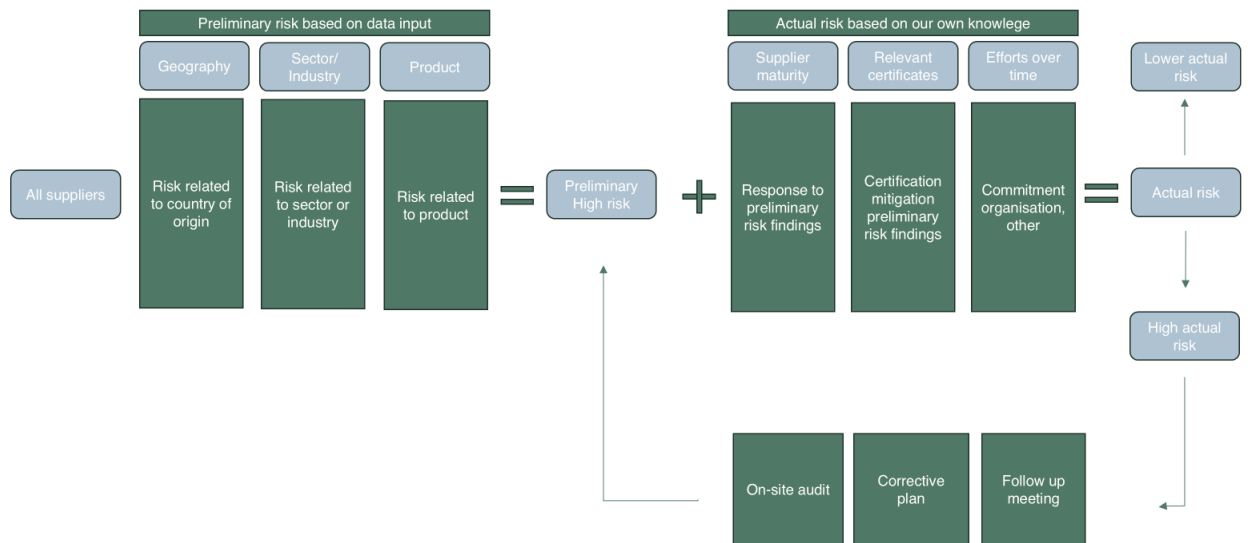 Preliminary risk based on data input
Actual risk based on our own knowlege
Geography
Sector/
Industry
Product
Supplier
maturity
Relevant
certificates
Efforts over
time
Lower actual
risk
All suppliers
Risk related
to country of
origin
Risk related
to sector or
industry
Risk related
to product
=
Preliminary
High risk
+
Response to
preliminary
risk findings
Certification
mitigation
preliminary
risk findings
Commitment
organisation,
other
=
Actual risk
High actual
risk
On-site audit
Corrective
plan
Follow up
meeting